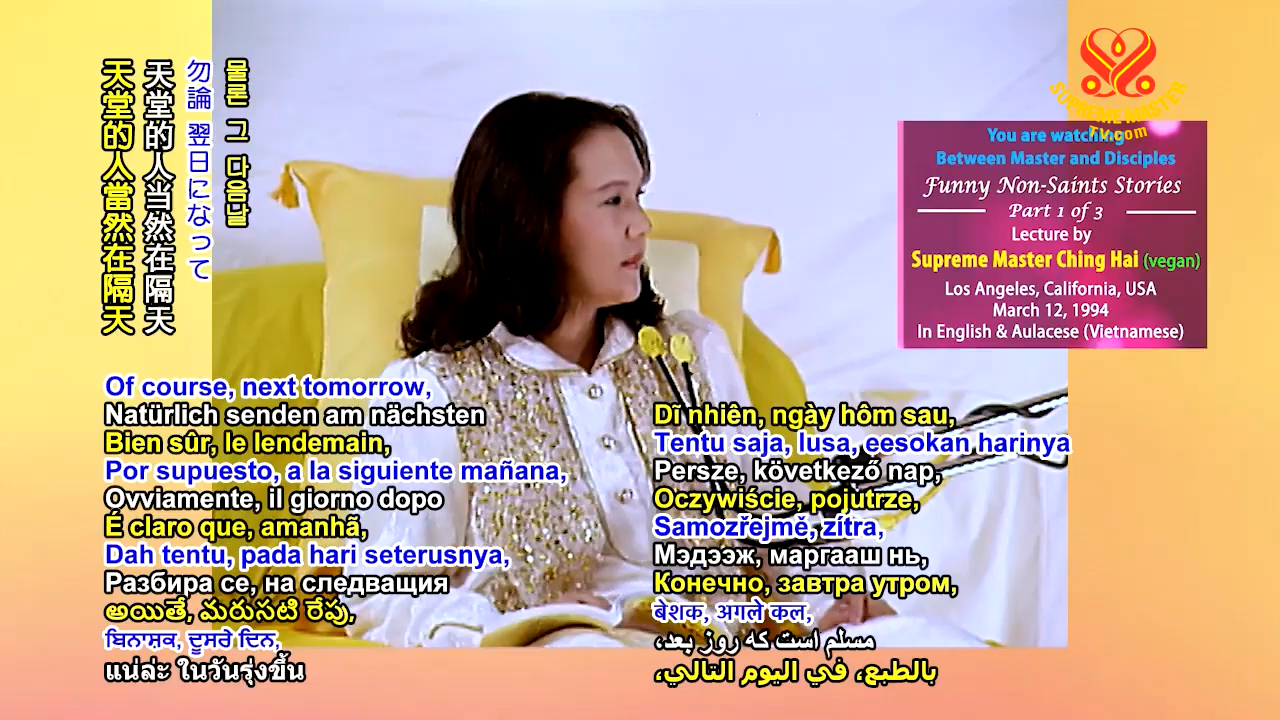 天堂的人當然在隔天
天堂的人当然在隔天
勿論 翌日になって
물론 그 다음날
SUPREME MASTER
TV.com
You are watching
Between Master and Disciples
Funny Non-Saints Stories
Part 1 of 3
Lecture by
Supreme Master Ching Hai (vegan)
Los Angeles, California, USA
March 12, 1994
In English & Aulacese (Vietnamese)
Of course, next tomorrow,
Natürlich senden am nächsten
Bien sûr, le lendemain,
Por supuesto, a la siguiente mañana,
Ovviamente, il giorno dopo
É claro que, amanhã,
Dah tentu, pada hari seterusnya,
Разбира се, на следващия
అయితే, మరుసటి రేపు,
ਬਿਨਾਸ਼ਕ, ਦੂਸਰੇ ਦਿਨ,
แน่ล่ะ ในวันรุ่งขึ้น
Dĩ nhiên, ngày hôm sau,
Tentu saja, lusa, eesokan harinya
Persze, következő nap,
Oczywiście, pojutrze,
Samozřejmě, zítra,
Мэдээж, маргааш нь,
Конечно, завтра утром,
बेशक, अगले कल,
مسلم است که روز بعد،
بالطبع، في اليوم التالي،